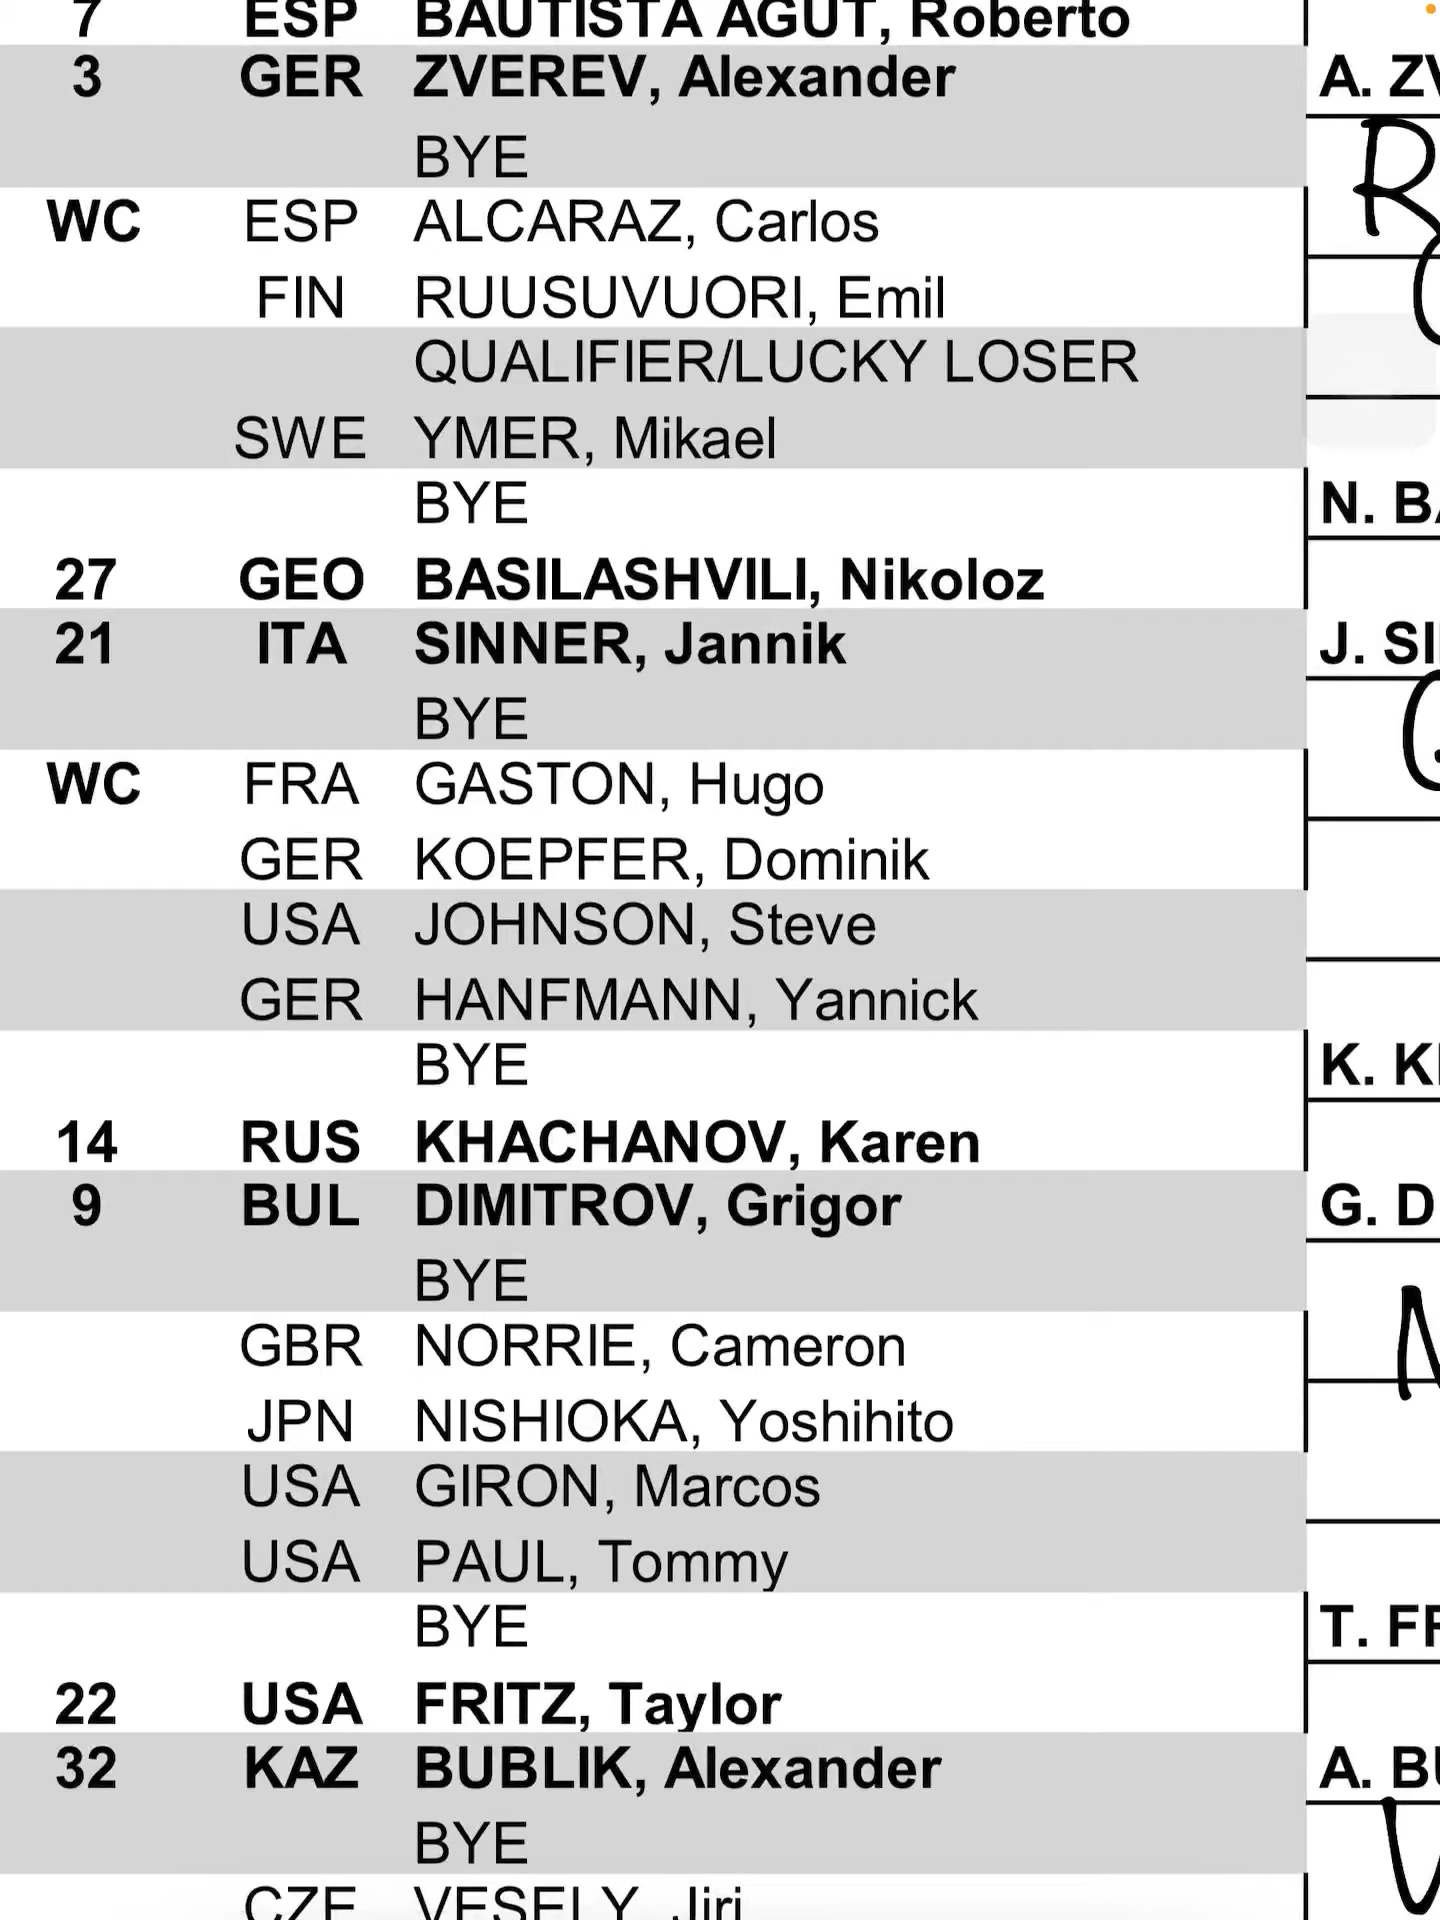 7 ESP BAUTISTA AGUT, Roberto
3 GER ZVEREV, Alexander A. ZV
BYE
R
WC ESP ALCARAZ, Carlos
FIN RUUSUVUORI, Emil
QUALIFIER/LUCKY LOSER
SWE YMER, Mikael
BYE N. BA
27 GEO BASILASHVILI, Nikoloz
21 ITA SINNER, Jannik J. SI
BYE
WC FRA GASTON, Hugo
GER KOEPFER, Dominik
USA JOHNSON, Steve
GER HANFMANN, Yannick
BYE K. K
14 RUS KHACHANOV, Karen
9 BUL DIMITROV, Grigor G. D
BYE
GBR NORRIE, Cameron
JPN NISHIOKA, Yoshihito
USA GIRON, Marcos
USA PAUL, Tommy
BYE T. FR
22 USA FRITZ, Taylor
32 KAZ BUBLIK, Alexander A. BU
BYE
CZE VESELY, Jiri